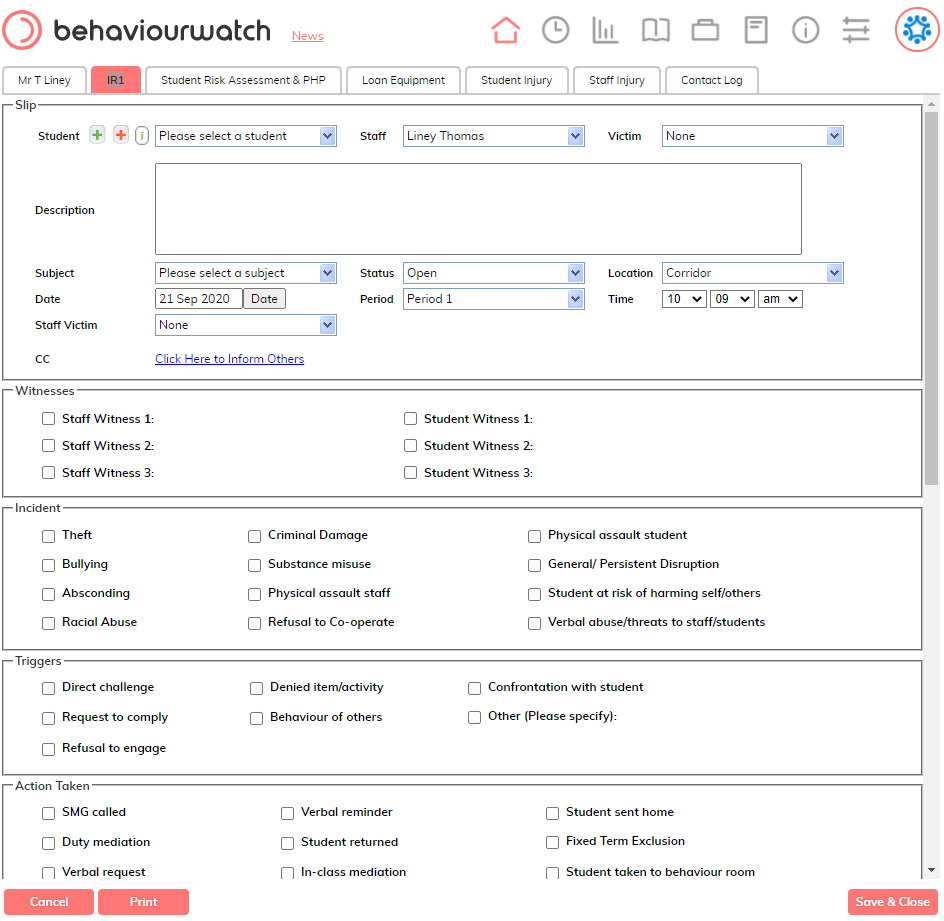 behaviourwatch News
Mr T Liney IR1 Student Risk Assessment & PHP Loan Equipment Student Injury Staff Injury Contact Log
Slip
Student Please select a student Staff Liney Thomas Victim None
Description
Subject Please select a subject Status Open Location Corridor
Date 21 Sep 2020 Date Period Period 1 Time 10 09 am
Staff Victim None
CC Click Here to Inform Others
Witnesses
Staff Witness 1: Student Witness 1:
Staff Witness 2: Student Witness 2:
Staff Witness 3: Student Witness 3:
Incident
Theft Criminal Damage Physical assault student
Bullying Substance misuse General/ Persistent Disruption
Absconding Physical assault staff Student at risk of harming self/others
Racial Abuse Refusal to Co-operate Verbal abuse/threats to staff/students
Triggers
Direct challenge Denied item/activity Confrontation with student
Request to comply Behaviour of others Other (Please specify):
Refusal to engage
Action Taken
SMG called Verbal reminder Student sent home
Duty mediation Student returned Fixed Term Exclusion
Verbal request In-class mediation Student taken to behaviour room
Cancel Print Save & Close